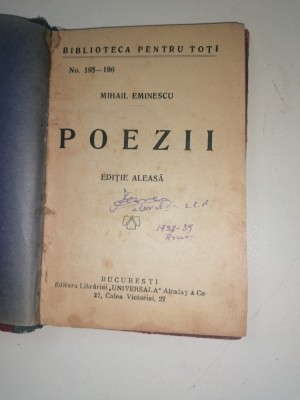 BIBLIOTECA PENTRU TOȚI
No. 195—196
MIHAIL EMINESCU
POEZII
EDIȚIE ALEASĂ
1938-39
BUCUREȘTI
Editura Librăriei „UNIVERSALA" Alcalay & Co
27, Calea Victoriei, 27